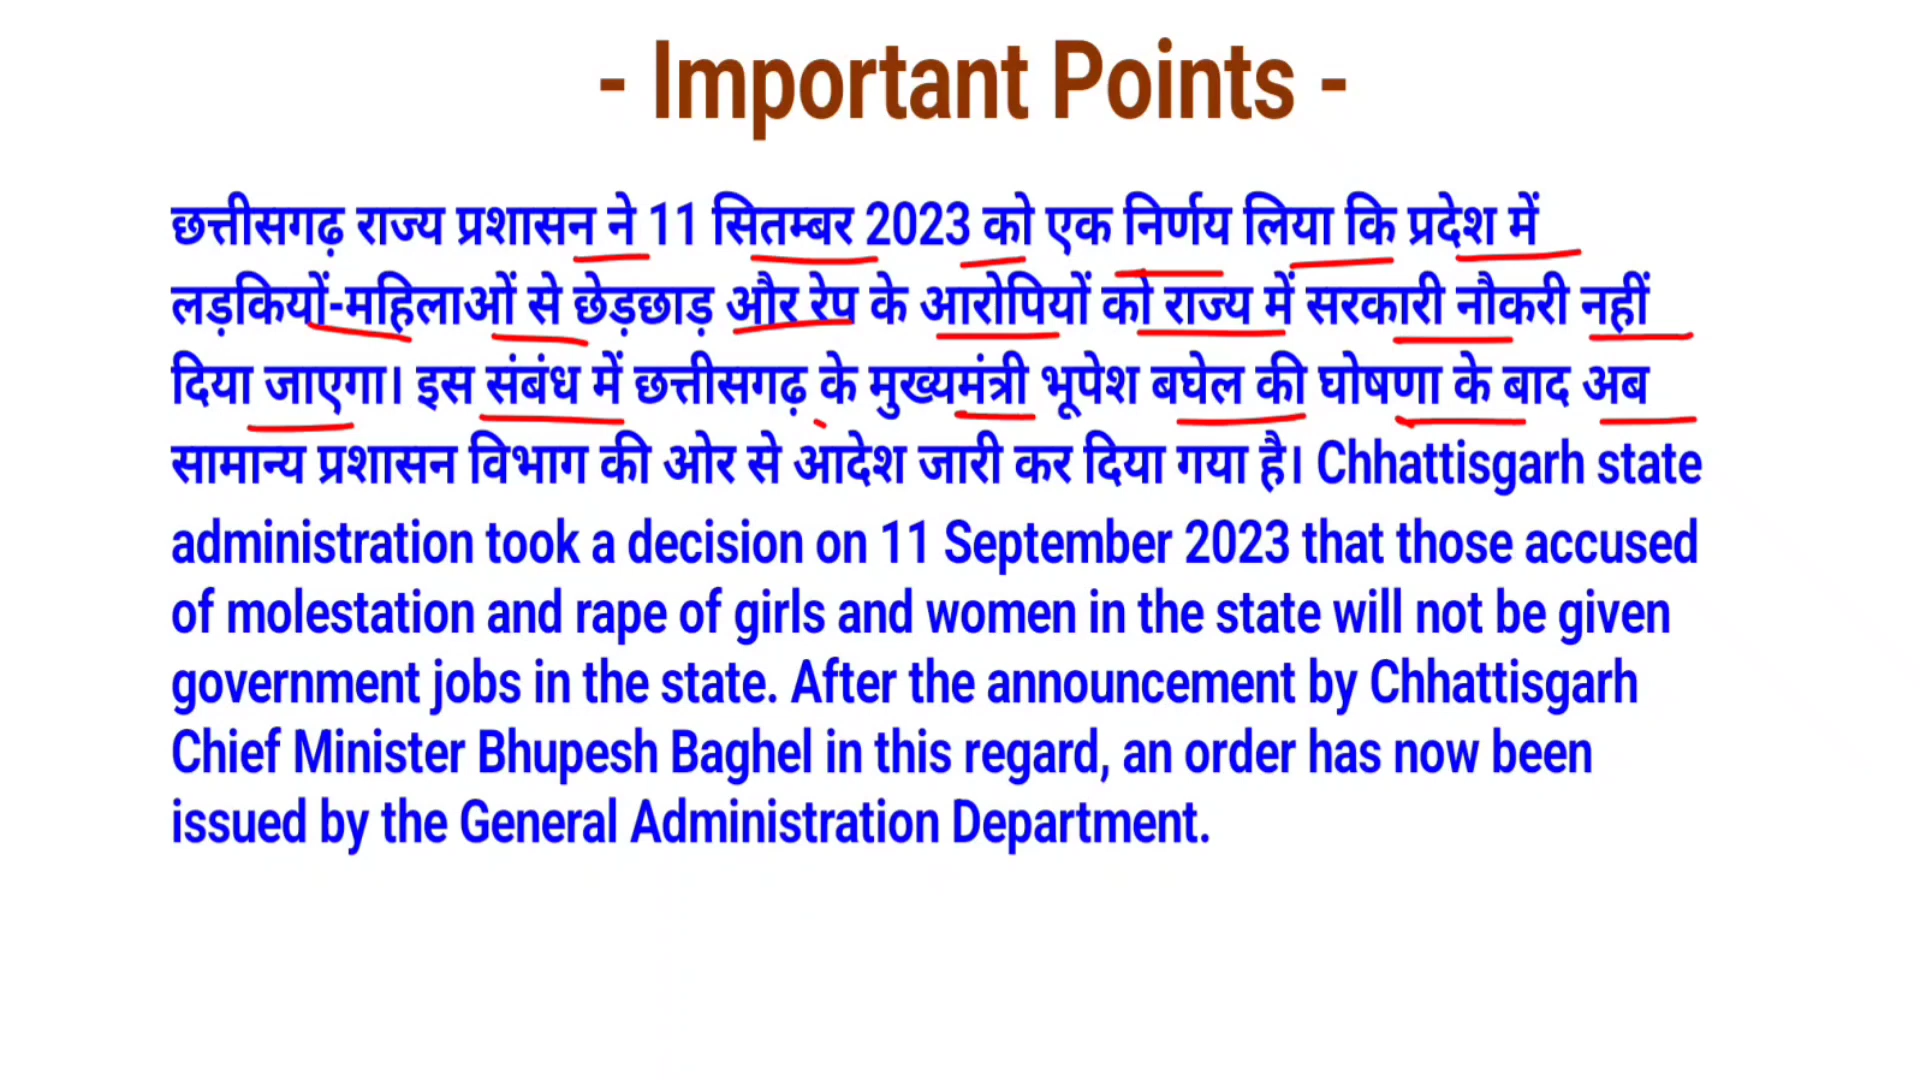 - Important Points -
छत्तीसगढ़ राज्य प्रशासन ने 11 सितम्बर 2023 को एक निर्णय लिया कि प्रदेश में
लड़कियों-महिलाओं से छेड़छाड़ और रेप के आरोपियों को राज्य में सरकारी नौकरी नहीं
दिया जाएगा। इस संबंध में छत्तीसगढ़ के मुख्यमंत्री भूपेश बघेल की घोषणा के बाद अब
सामान्य प्रशासन विभाग की ओर से आदेश जारी कर दिया गया है। Chhattisgarh state
administration took a decision on 11 September 2023 that those accused
of molestation and rape of girls and women in the state will not be given
government jobs in the state. After the announcement by Chhattisgarh
Chief Minister Bhupesh Baghel in this regard, an order has now been
issued by the General Administration Department.